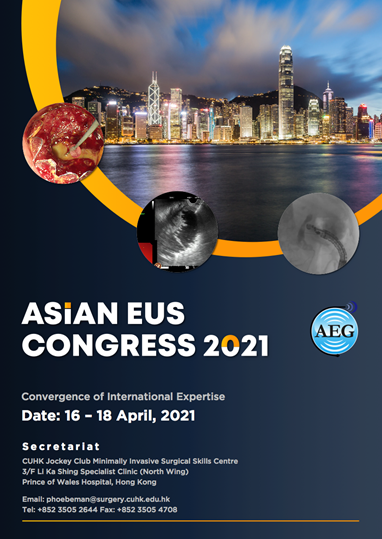 ASiAN EUS
CONGRESS 2021
AEG
Convergence of International Expertise
Date: 16 – 18 April, 2021
Secretariat
CUHK Jockey Club Minimally Invasive Surgical Skills Centre
3/F Li Ka Shing Specialist Clinic (North Wing)
Prince of Wales Hospital, Hong Kong
Email: phoebeman@surgery.cuhk.edu.hk
Tel: +852 3505 2644 Fax: +852 3505 4708